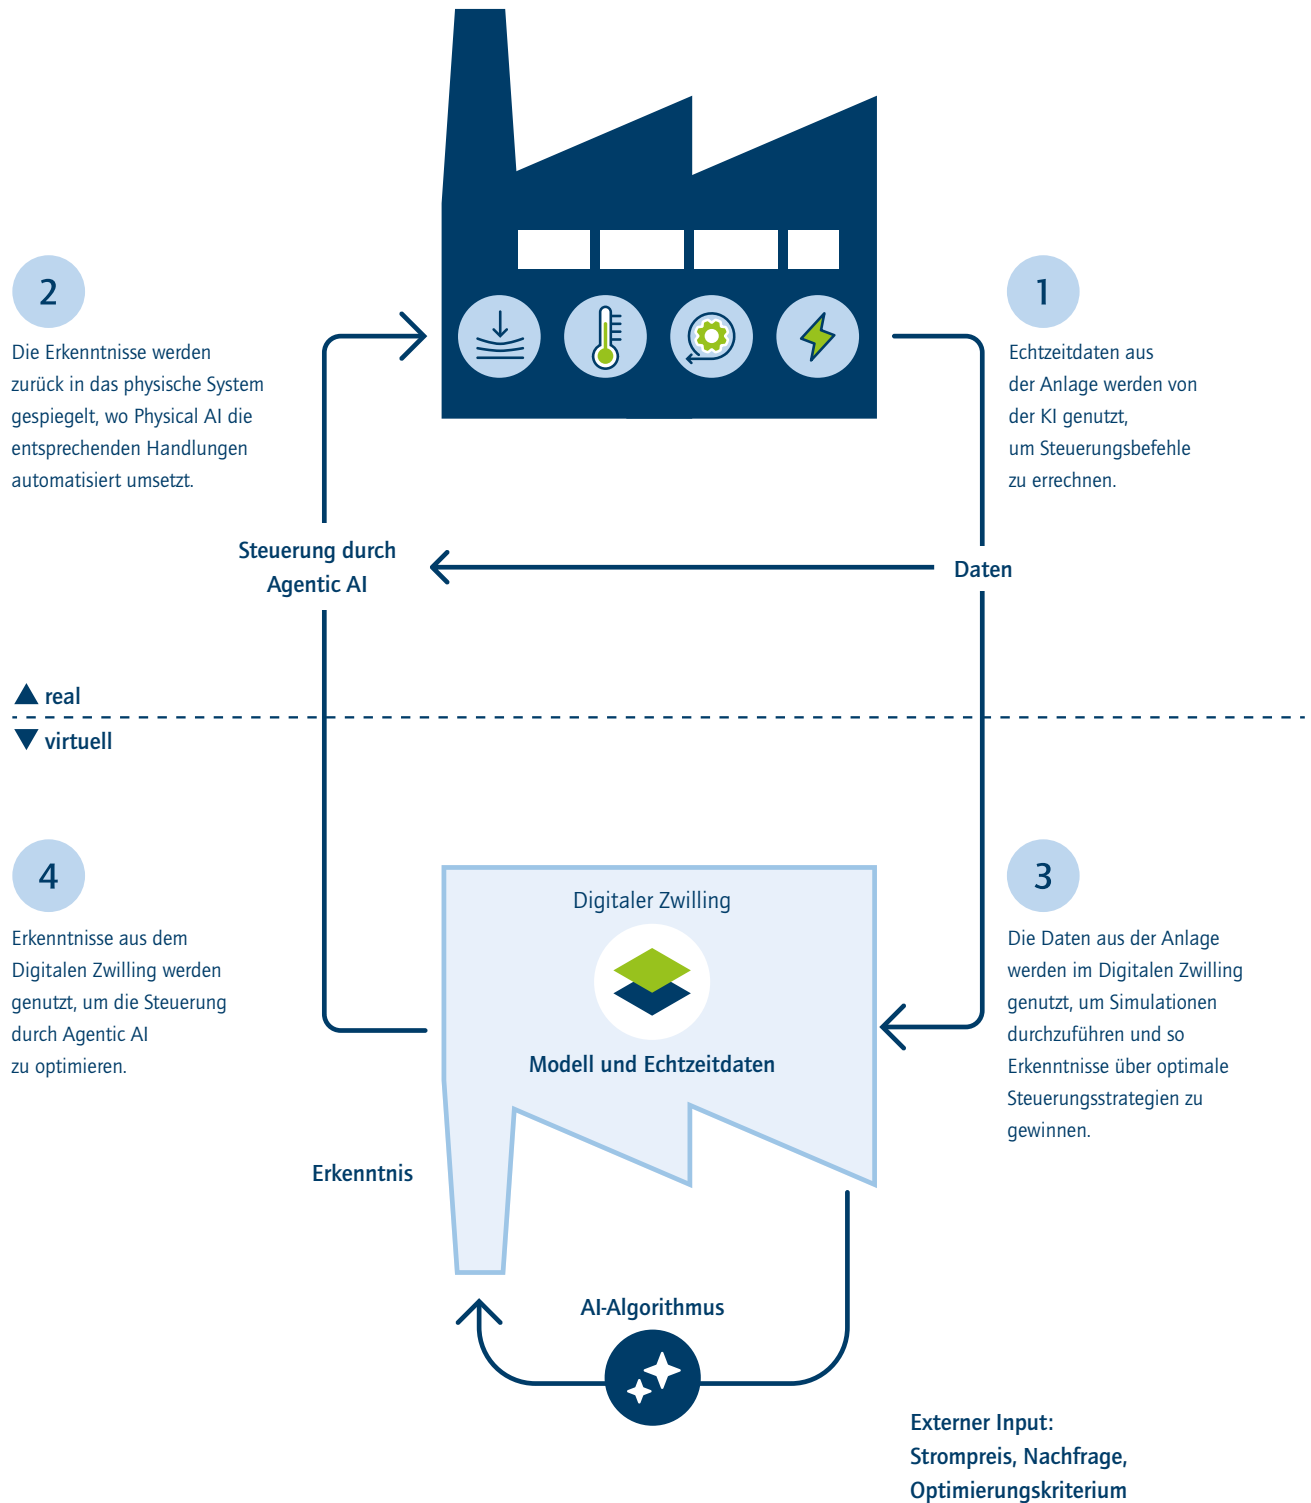 1
Echtzeitdaten aus
der Anlage werden von
der KI genutzt,
um Steuerungsbefehle
zu errechnen.
2
Die Erkenntnisse werden
zurück in das physische System
gespiegelt, wo Physical AI die
entsprechenden Handlungen
automatisiert umsetzt.
Steuerung durch
Agentic AI
Daten
real
virtuell
3
Die Daten aus der Anlage
werden im Digitalen Zwilling
genutzt, um Simulationen
durchzuführen und so
Erkenntnisse über optimale
Steuerungsstrategien zu
gewinnen.
4
Erkenntnisse aus dem
Digitalen Zwilling werden
genutzt, um die Steuerung
durch Agentic AI
zu optimieren.
Digitaler Zwilling
Modell und Echtzeitdaten
Erkenntnis
AI-Algorithmus
Externer Input:
Strompreis, Nachfrage,
Optimierungskriterium